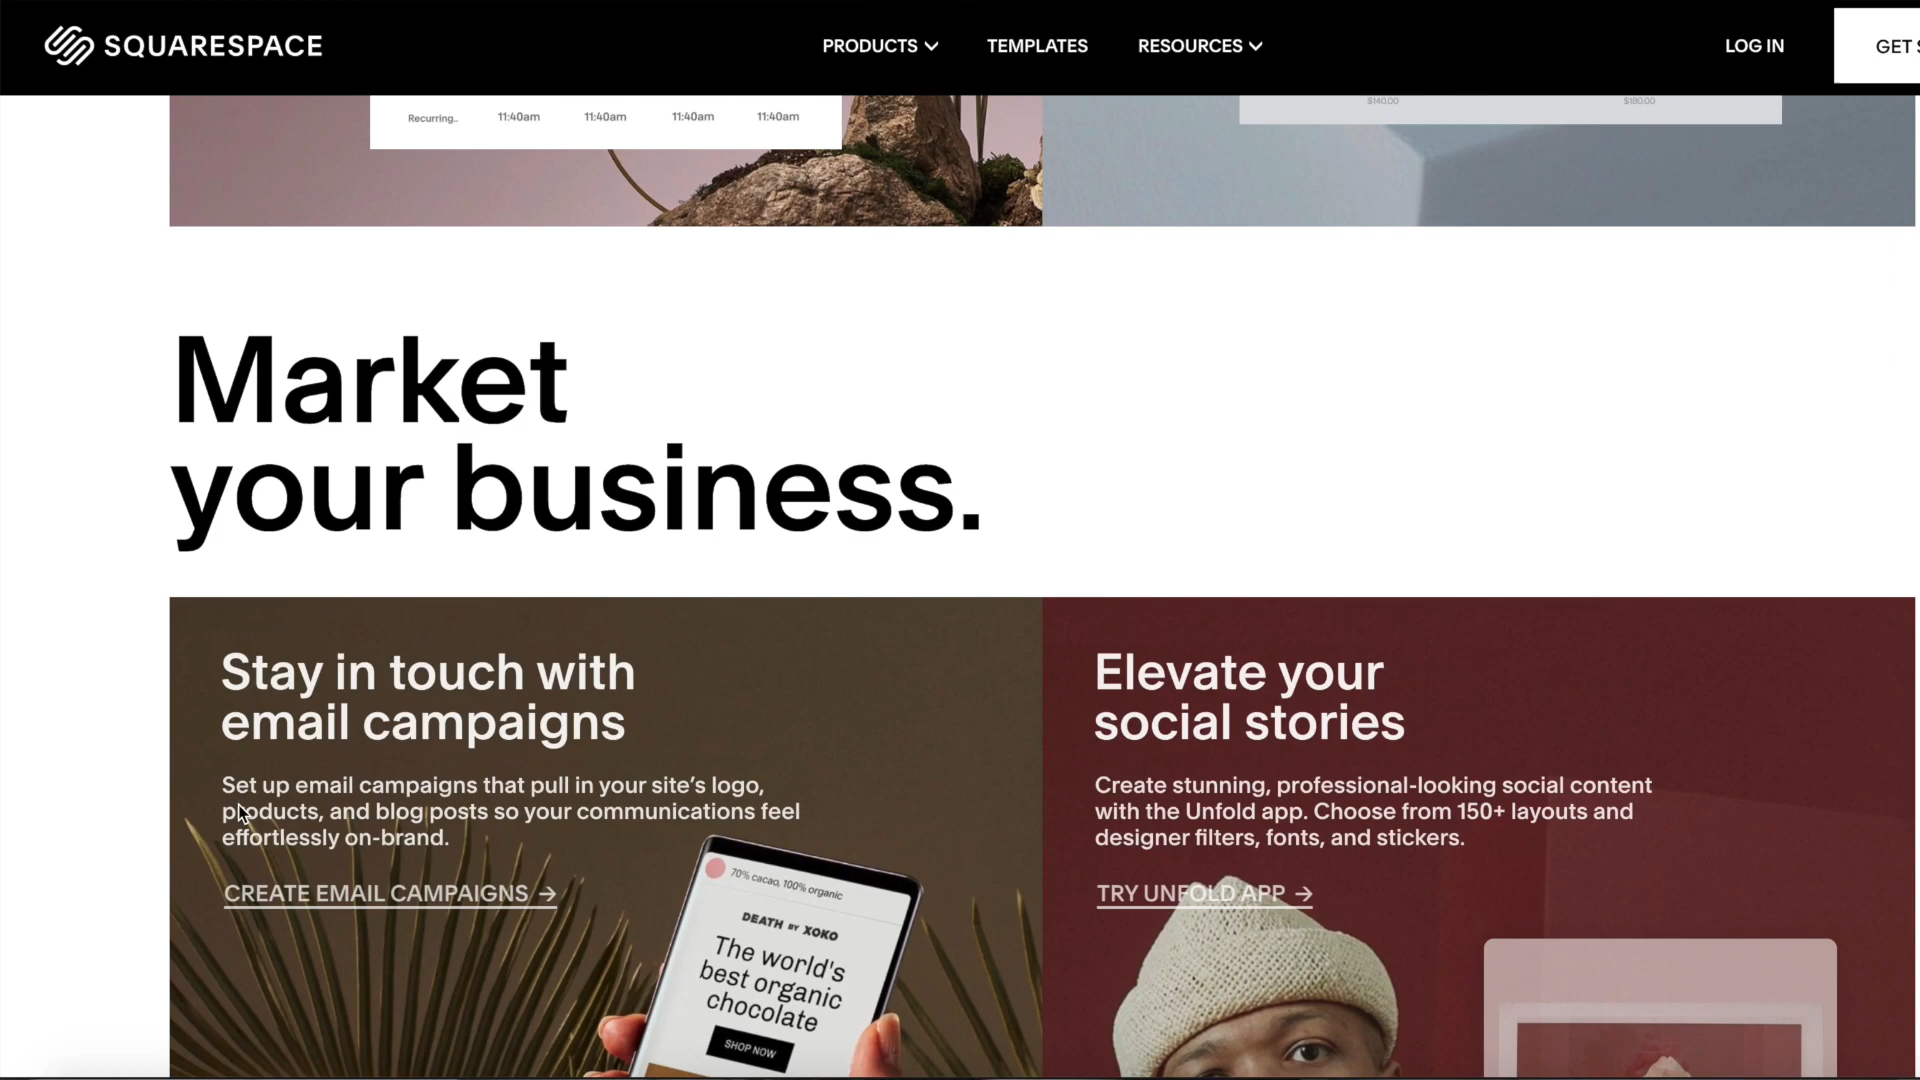 SQUARESPACE
PRODUCTS
TEMPLATES
RESOURCES
LOG IN
GET
Recurring..
11:40am
11:40am
11:40am
11:40am
$140.00
$180.00
Market
your business.
Stay in touch with
email campaigns
Set up email campaigns that pull in your site’s logo,
products, and blog posts so your communications feel
effortlessly on-brand.
CREATE EMAIL CAMPAIGNS →
70% cacao, 100% organic
DEATH BY XOKO
The world's
best organic
chocolate
SHOP NOW
Elevate your
social stories
Create stunning, professional-looking social content
with the Unfold app. Choose from 150+ layouts and
designer filters, fonts, and stickers.
TRY UNFOLD APP →